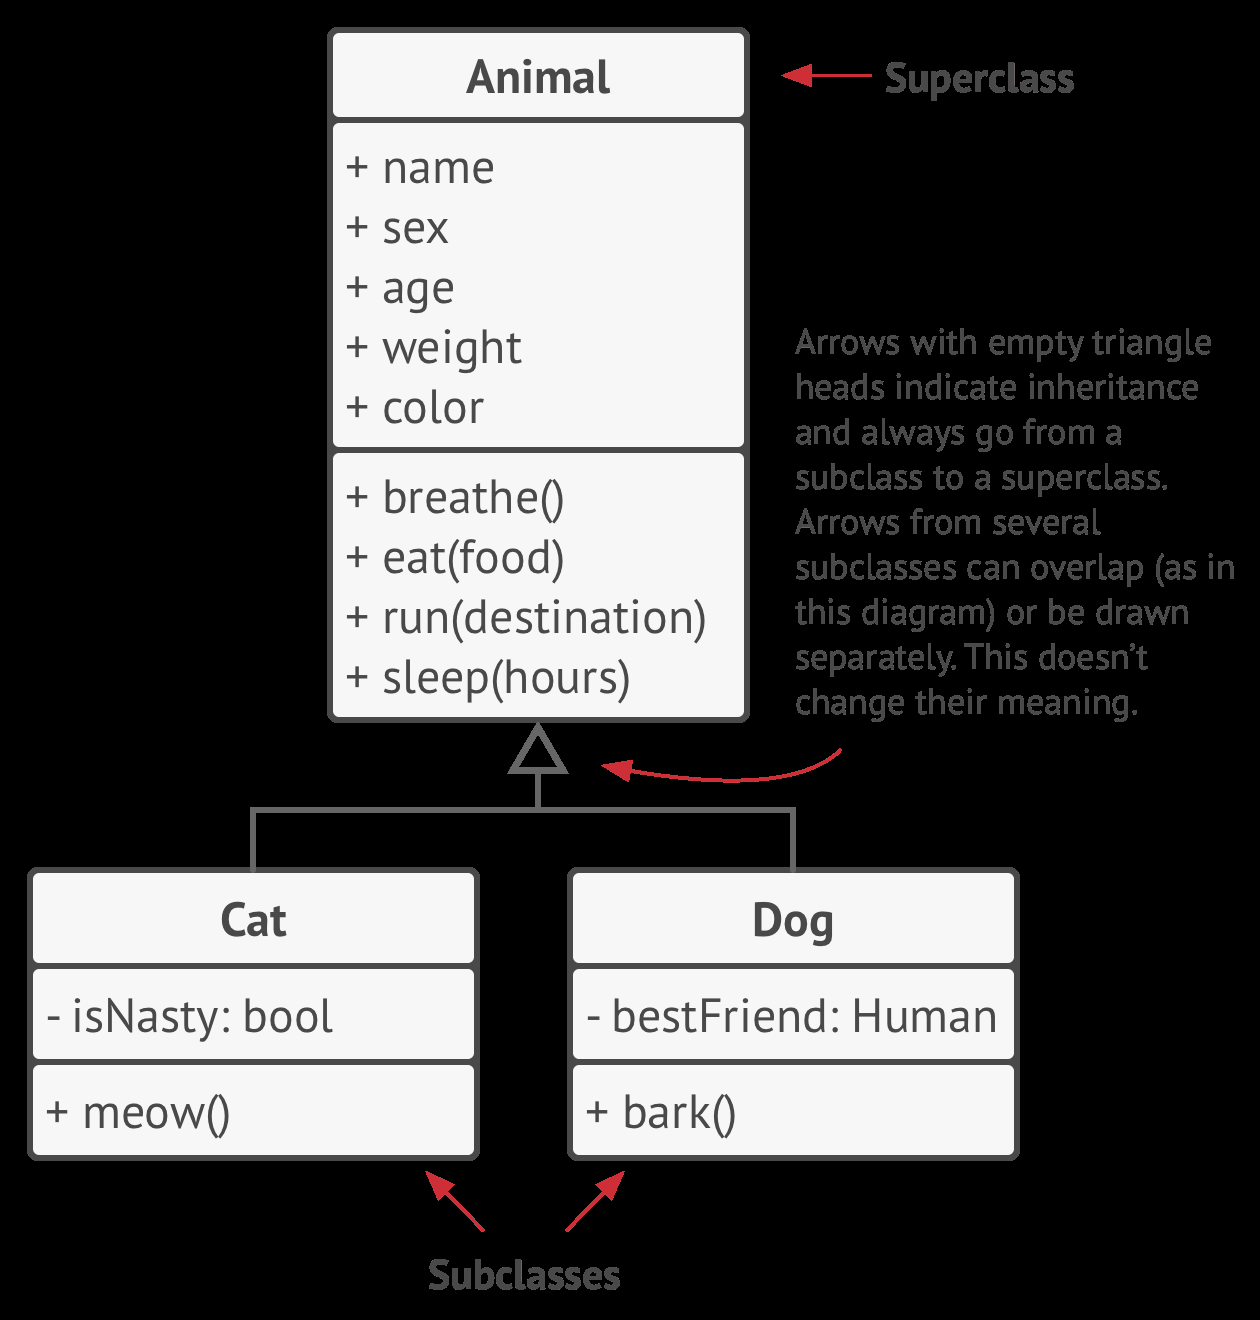 Animal
Superclass
+ name
+ sex
+ age
+ weight
+ color
+ breathe()
+ eat(food)
+ run(destination)
+ sleep(hours)
Arrows with empty triangle
heads indicate inheritance
and always go from a
subclass to a superclass.
Arrows from several
subclasses can overlap (as in
this diagram) or be drawn
separately. This doesn’t
change their meaning.
Cat
- isNasty: bool
+ meow()
Dog
- bestFriend: Human
+ bark()
Subclasses